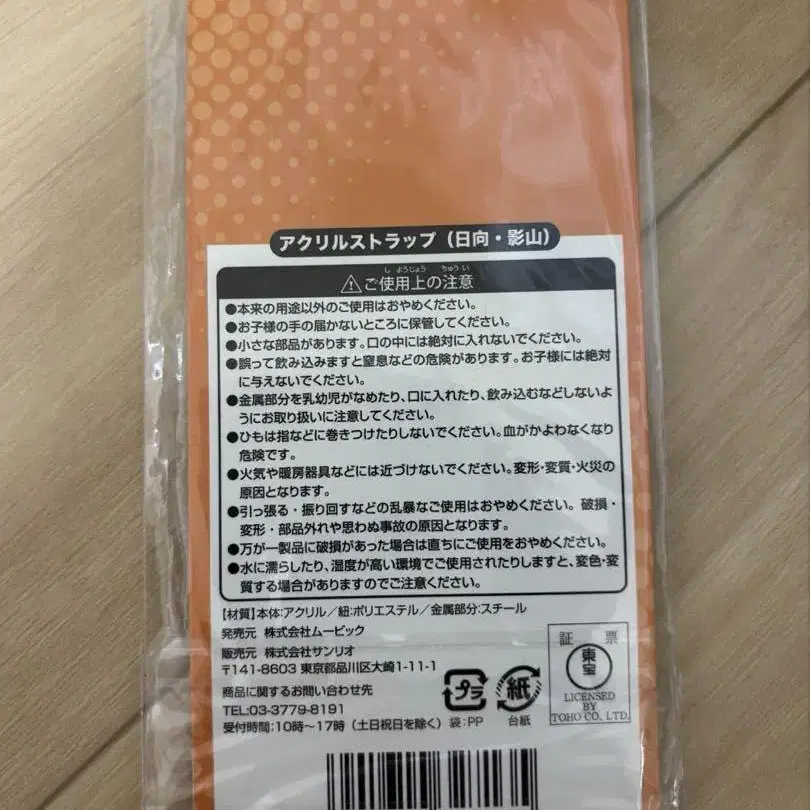 アクリルストラップ（日向・影山）
しようじょう ちゅうい
⚠ご使用上の注意
●本来の用途以外のご使用はおやめください。
●お子様の手の届かないところに保管してください。
●小さな部品があります。口の中には絶対に入れないでください。
●誤って飲み込みますと窒息などの危険があります。お子様には絶対
に与えないでください。
●金属部分を乳幼児がなめたり、口に入れたり、飲み込むなどしないよ
うにお取り扱いに注意してください。
●ひもは指などに巻きつけたりしないでください。血がかよわなくなり
危険です。
●火気や暖房器具などには近づけないでください。変形・変質・火災の
原因となります。
●引っ張る・振り回すなどの乱暴なご使用はおやめください。破損・
変形・部品外れや思わぬ事故の原因となります。
●万が一製品に破損があった場合は直ちにご使用をおやめください。
●水に濡らしたり、湿度が高い環境でご使用されたりしますと、変色・変
質する場合がありますのでご注意ください。
【材質】本体：アクリル／紐：ポリエステル／金属部分：スチール
発売元 株式会社ムービック
販売元 株式会社サンリオ
〒141-8603 東京都品川区大崎1-11-1
商品に関するお問い合わせ先
TEL:03-3779-8191
受付時間：10時～17時（土日祝日を除く）
プラ
袋：PP
紙
台紙
証 票
東宝
LICENSED
BY
TOHO CO., LTD.